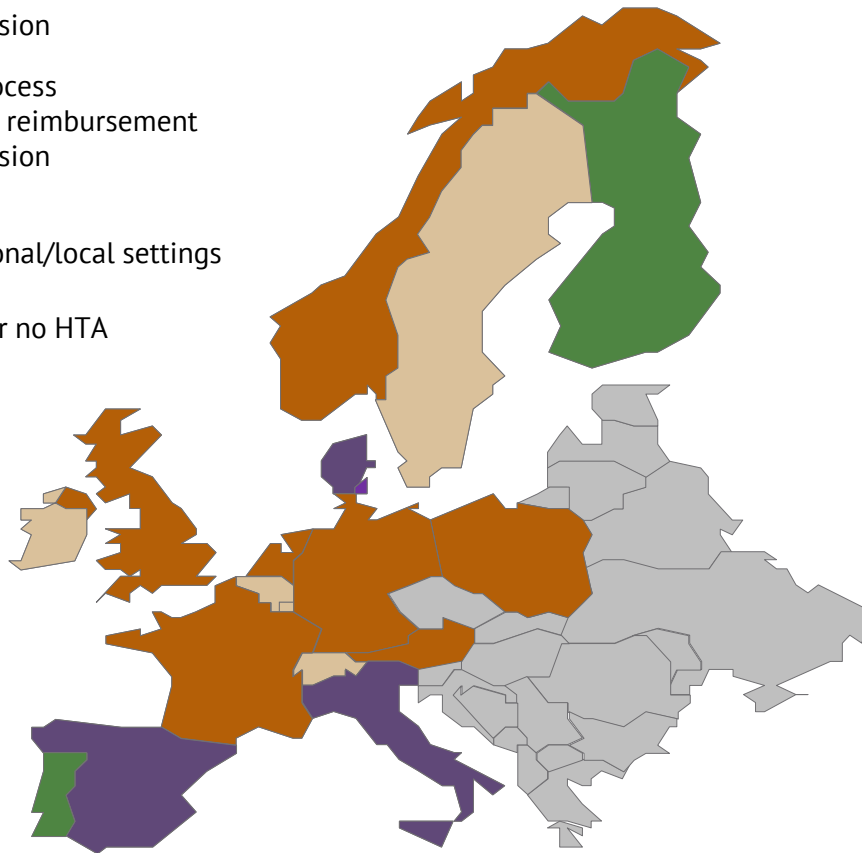 sion
ocess
reimbursement
sion
onal/local settings
r no HTA